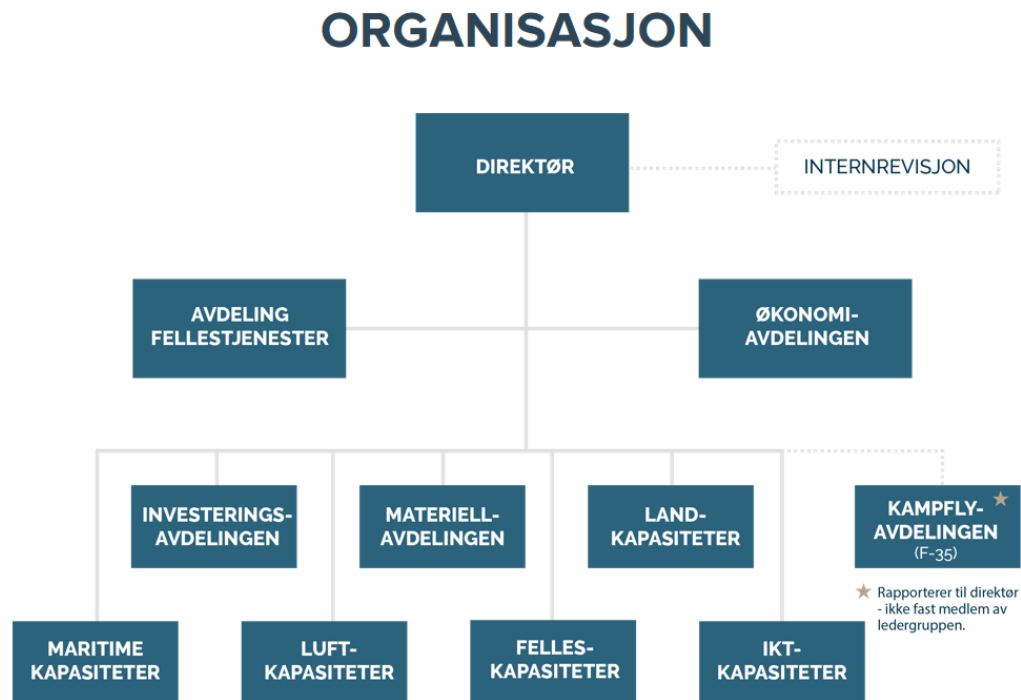 ORGANISASJON
DIREKTØR
INTERNREVISJON
AVDELING
FELLESTJENESTER
ØKONOMI-
AVDELINGEN
INVESTERINGS-
AVDELINGEN
MATERIELL-
AVDELINGEN
LAND-
KAPASITETER
KAMPFLY-
AVDELINGEN
(F-35)
★ Rapporterer til direktør
- ikke fast medlem av
ledergruppen.
MARITIME
KAPASITETER
LUFT-
KAPASITETER
FELLES-
KAPASITETER
IKT-
KAPASITETER